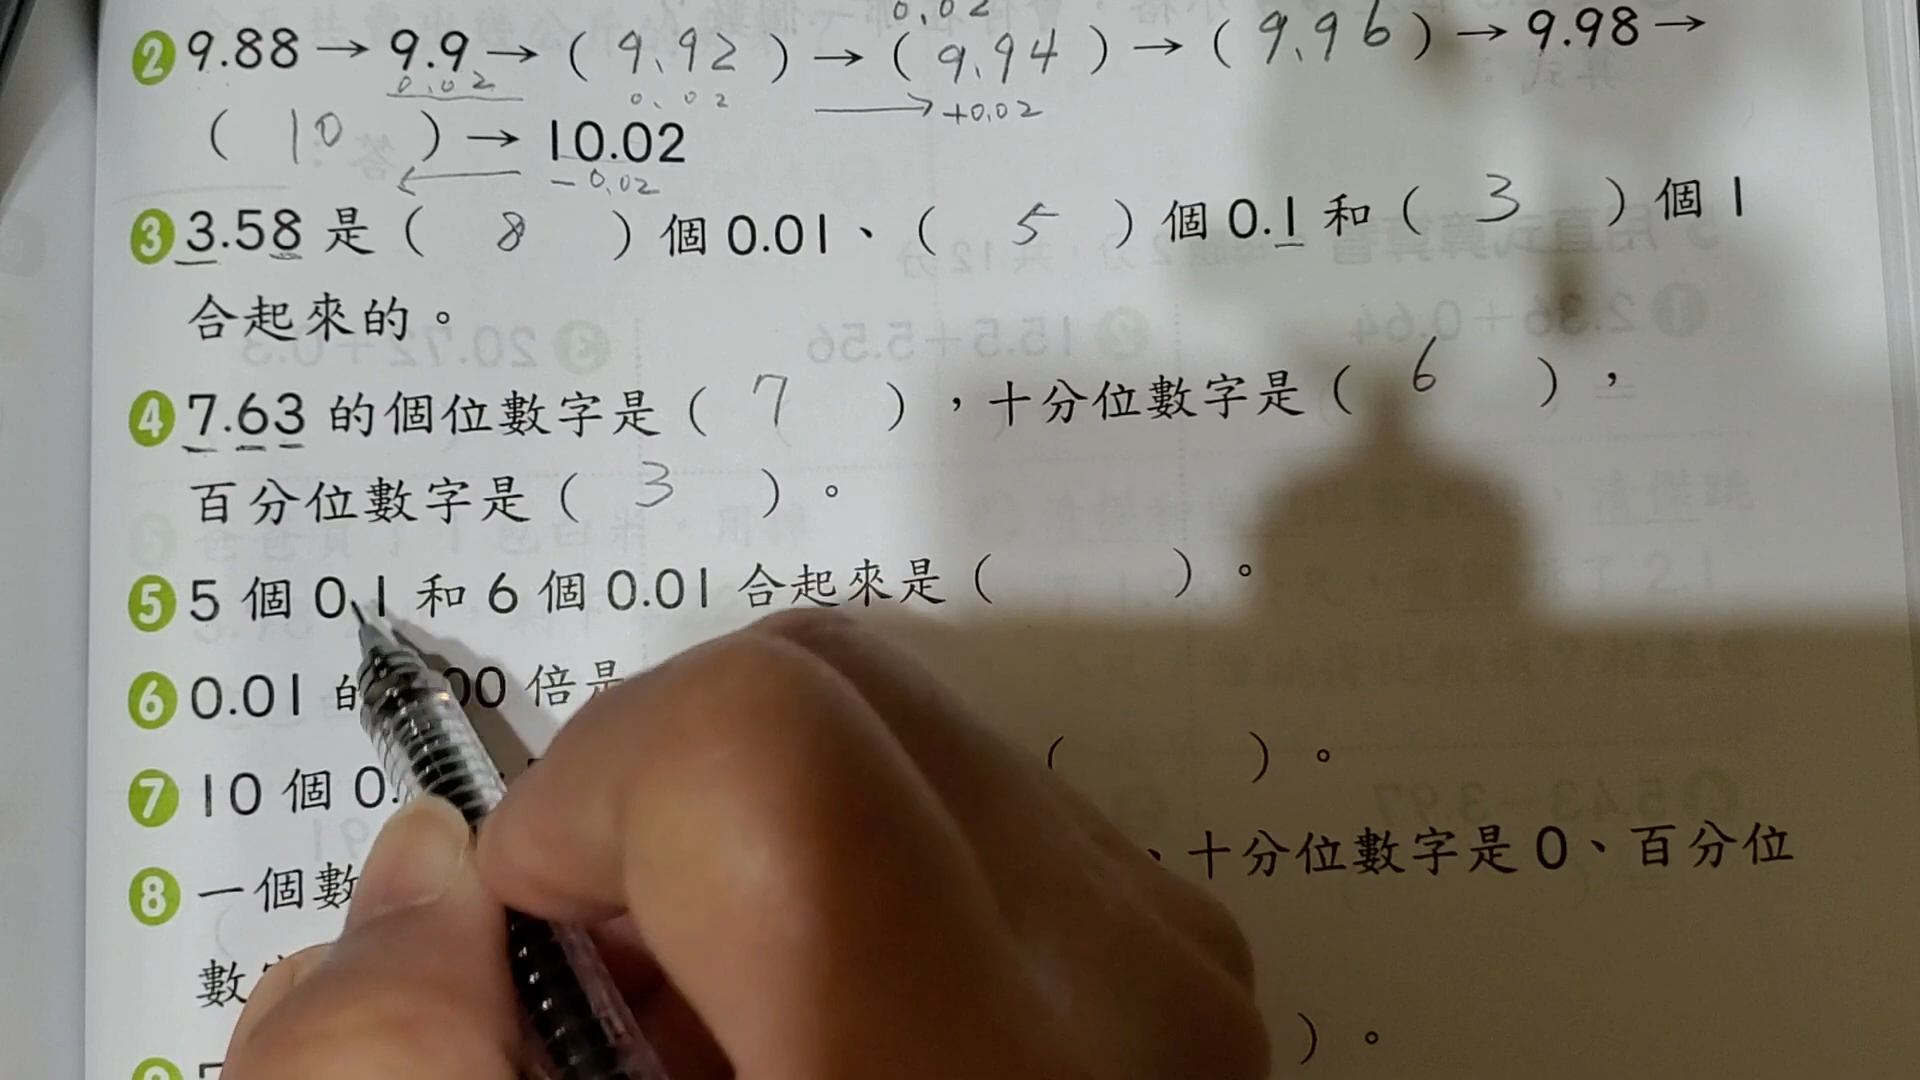 0.02
② 9.88 → 9.9 → ( 9.92 ) → ( 9.94 ) → ( 9.96 ) → 9.98 →
0.02 0.02 +0.02
( 10 ) → 10.02
- 0.02
③ 3.58 是 ( 8 ) 個 0.01、( 5 ) 個 0.1 和 ( 3 ) 個 1
合起來的。
④ 7.63 的個位數字是 ( 7 ),十分位數字是 ( 6 ),
百分位數字是 ( 3 )。
⑤ 5 個 0.1 和 6 個 0.01 合起來是 ( )。
⑥ 0.01 的 00 倍是
⑦ 10 個 0. ( )。
⑧ 一個數 、十分位數字是 0、百分位
數 )。